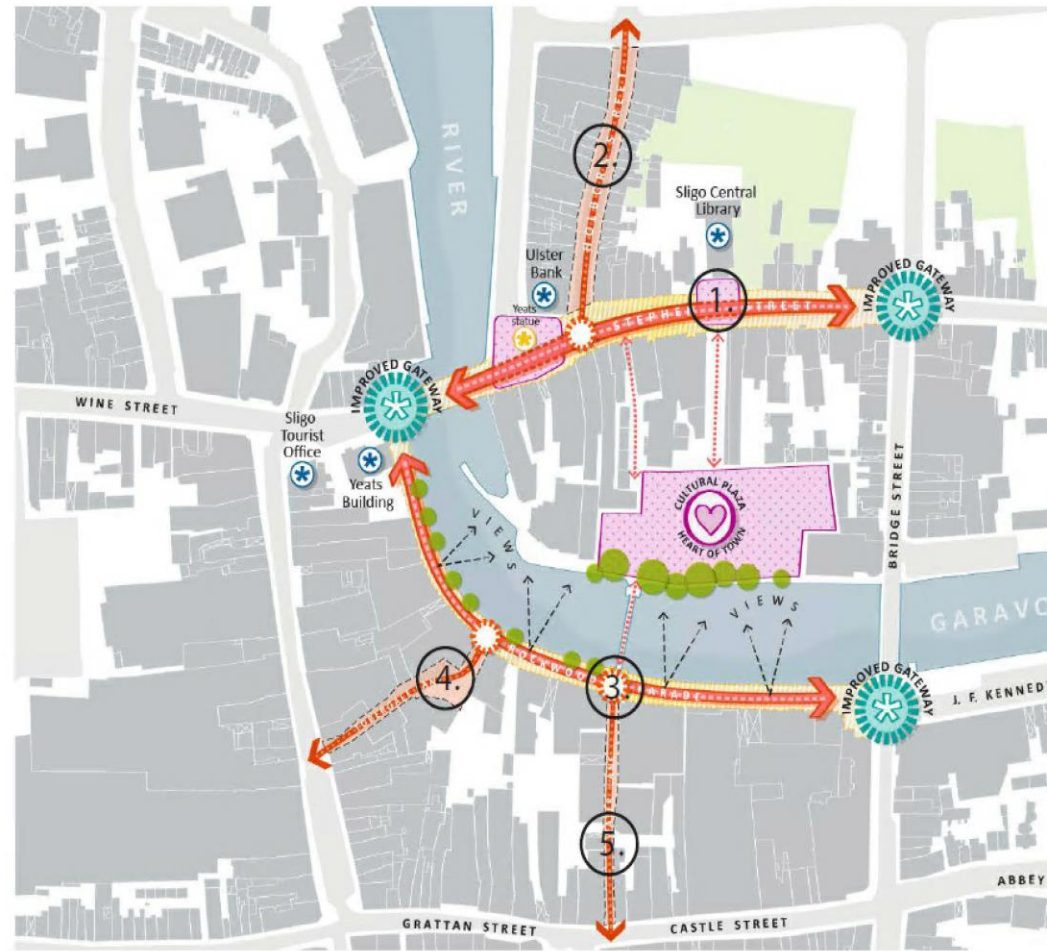 RIVER
2.
Sligo Central
Library
Ulster
Bank
Yeats
statue
1.
IMPROVED GATEWAY
IMPROVED GATEWAY
WINE STREET
Sligo
Tourist
Office
Yeats
Building
VIEWS
CULTURAL PLAZA
HEART OF TOWN
BRIDGE STREET
VIEWS
GARAVO
4.
3.
IMPROVED GATEWAY
J. F. KENNED
5.
ABBEY
GRATTAN STREET
CASTLE STREET